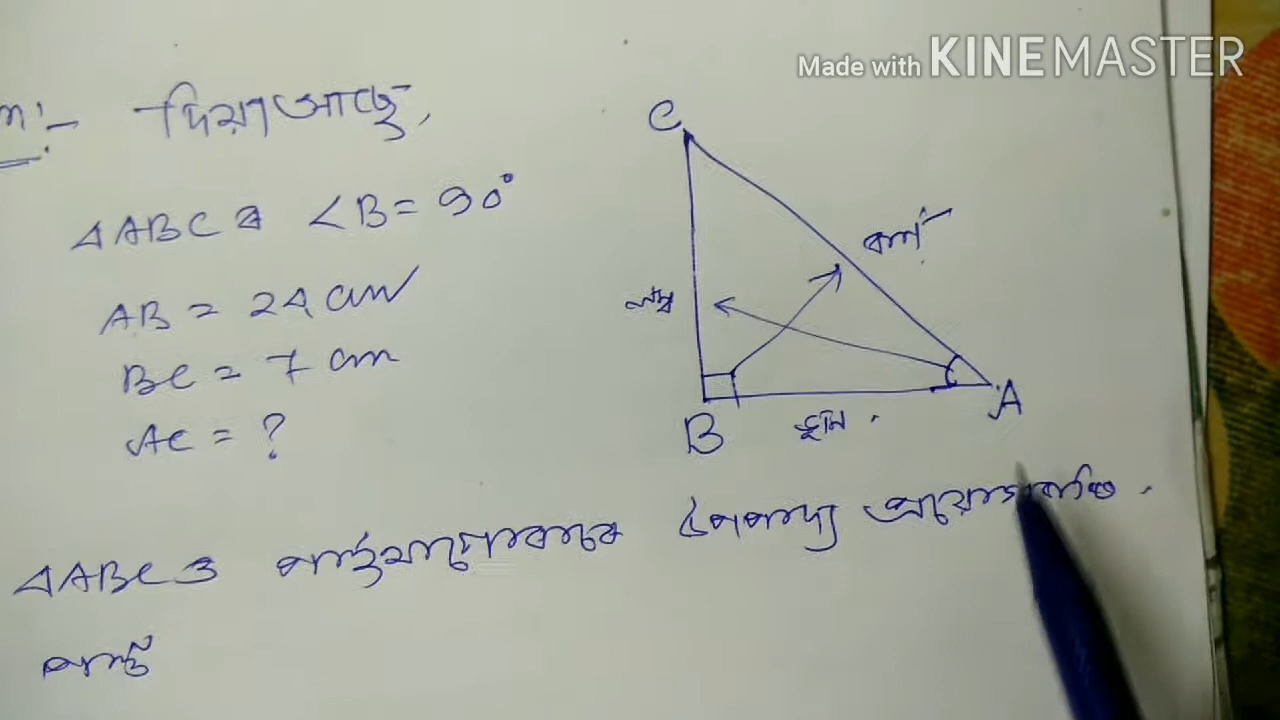 Made with KINEMASTER
দিয়া আছে,
△ABC ৰ ∠B = 90°
AB = 24 cm
BC = 7 cm
AC = ?
C
কৰ্ণ
লম্ব
B
ভূমি
A
△ABC ত পাইথাগোৰাছৰ উপপাদ্য প্ৰয়োগ কৰি
পাওঁ